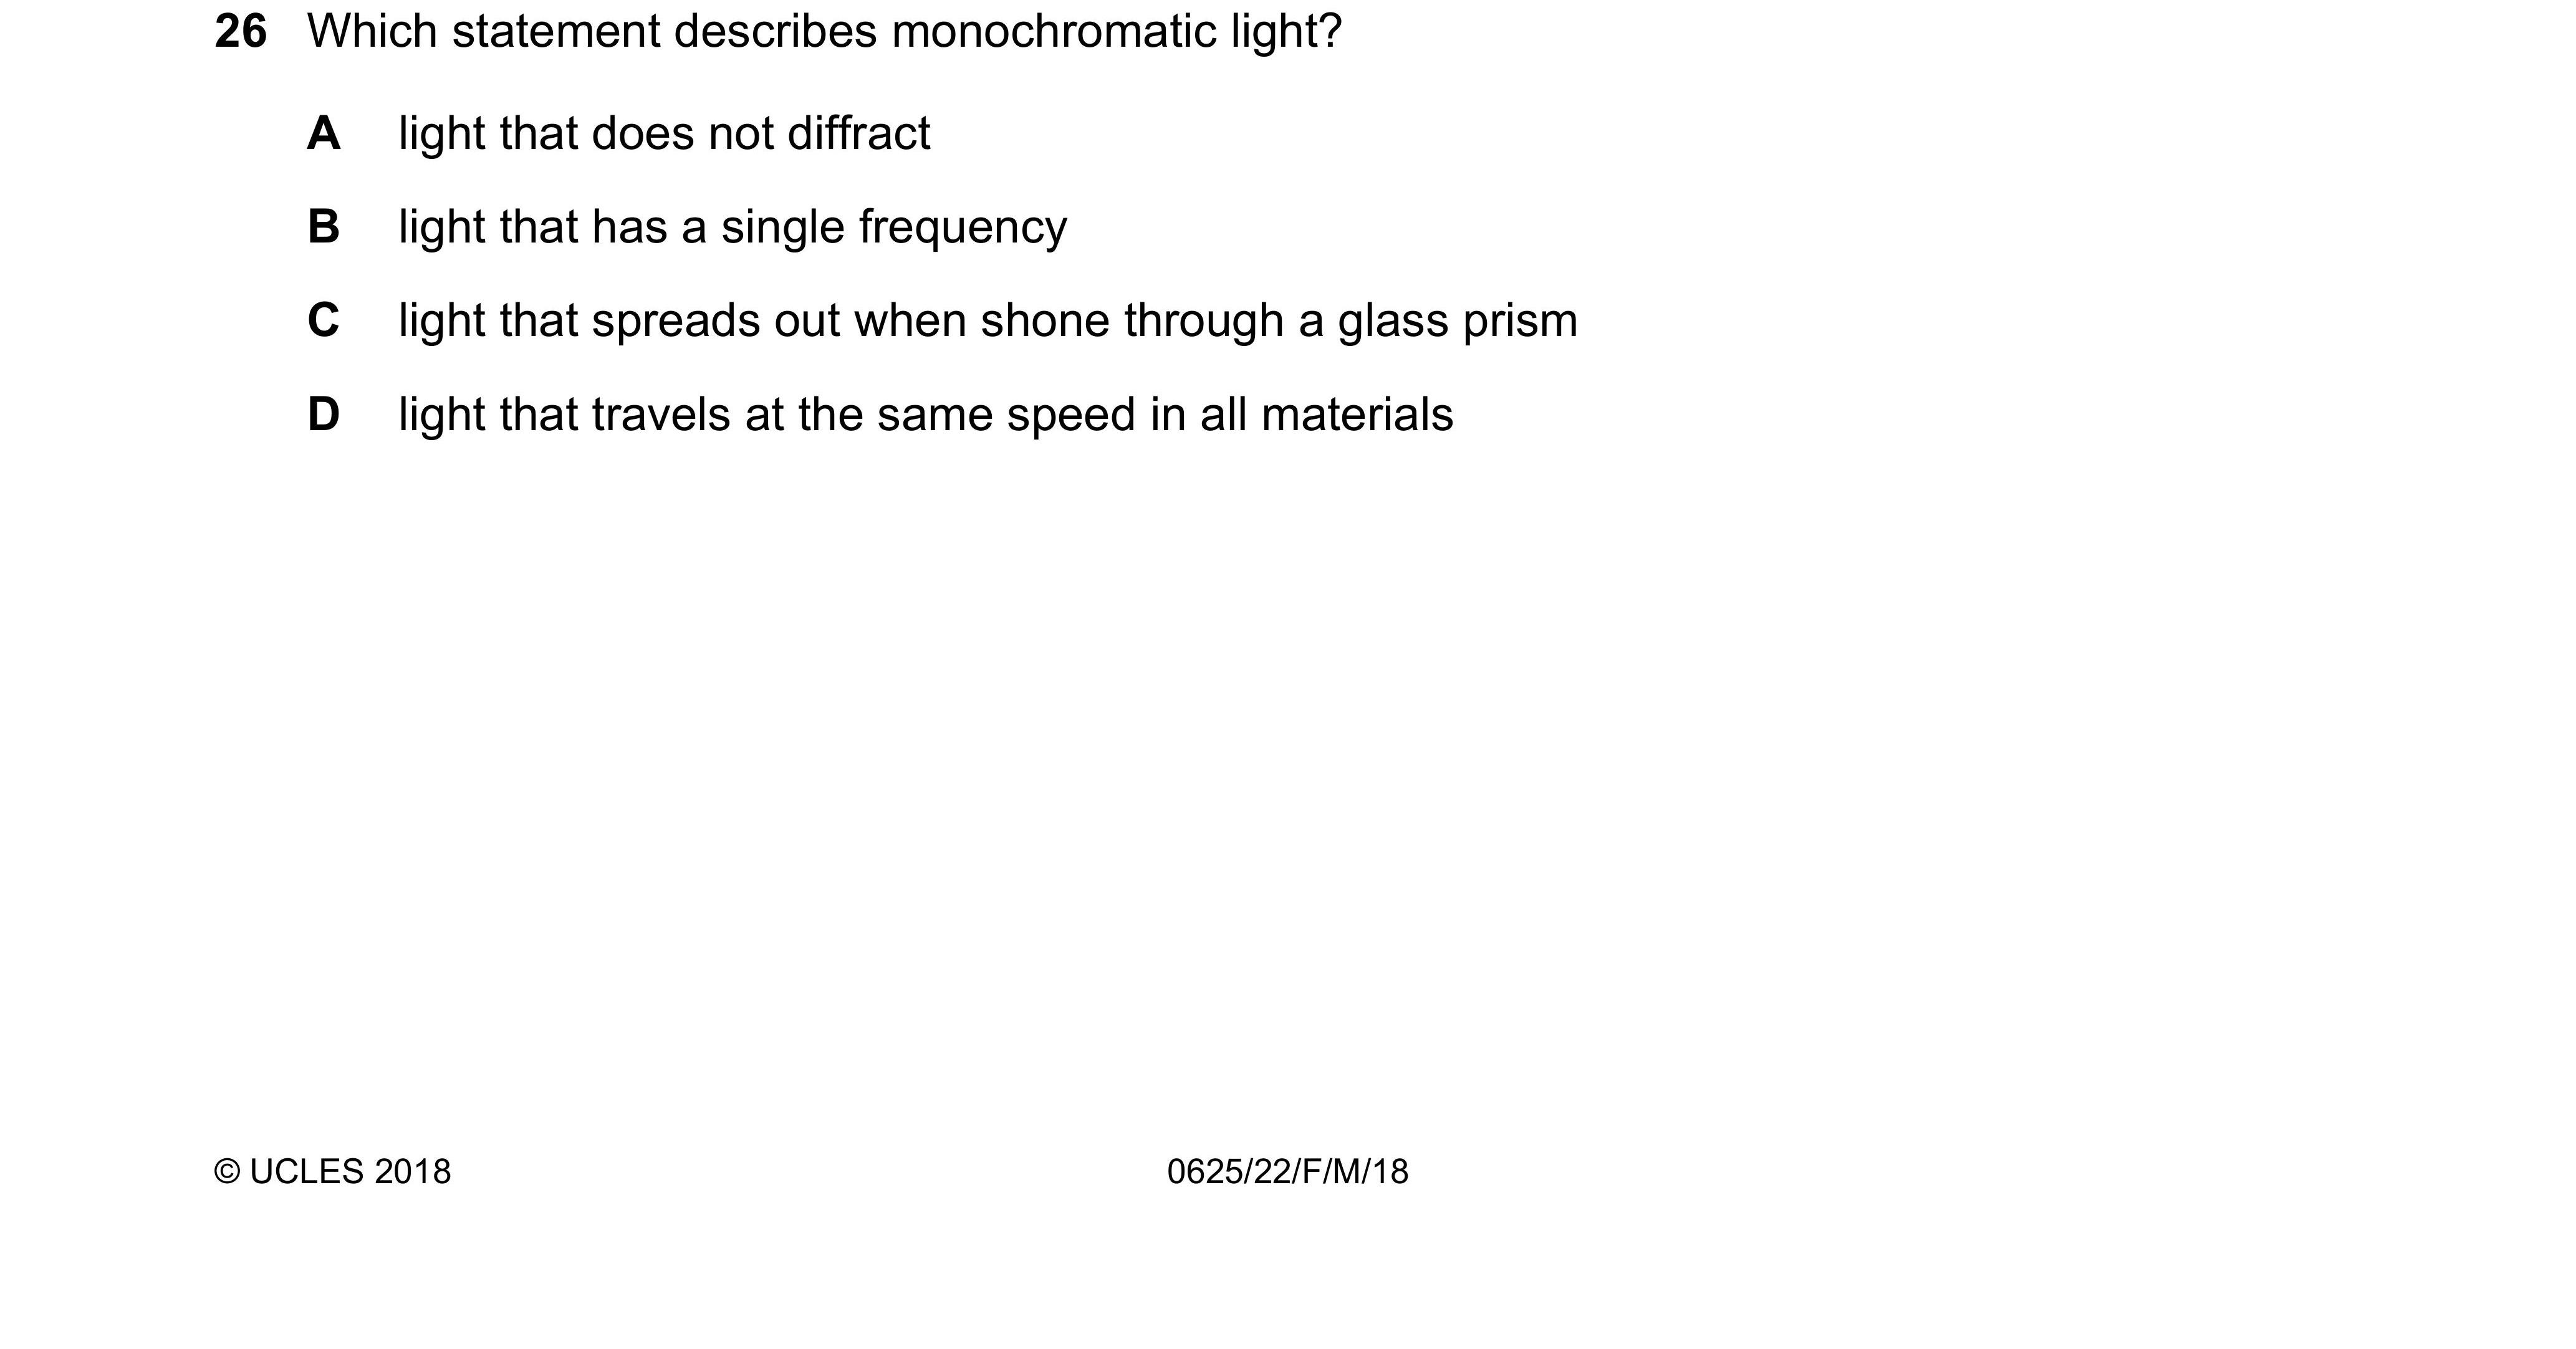 26 Which statement describes monochromatic light?
A light that does not diffract
B light that has a single frequency
C light that spreads out when shone through a glass prism
D light that travels at the same speed in all materials
© UCLES 2018 0625/22/F/M/18